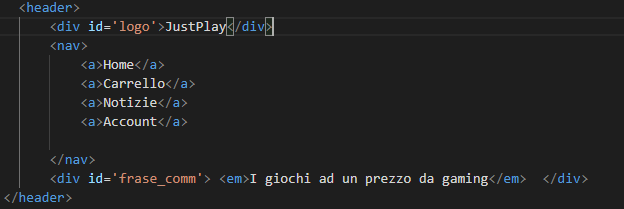 <header>
<div id='logo'>JustPlay</div>
<nav>
<a>Home</a>
<a>Carrello</a>
<a>Notizie</a>
<a>Account</a>
</nav>
<div id='frase_comm'> <em>I giochi ad un prezzo da gaming</em>  </div>
</header>